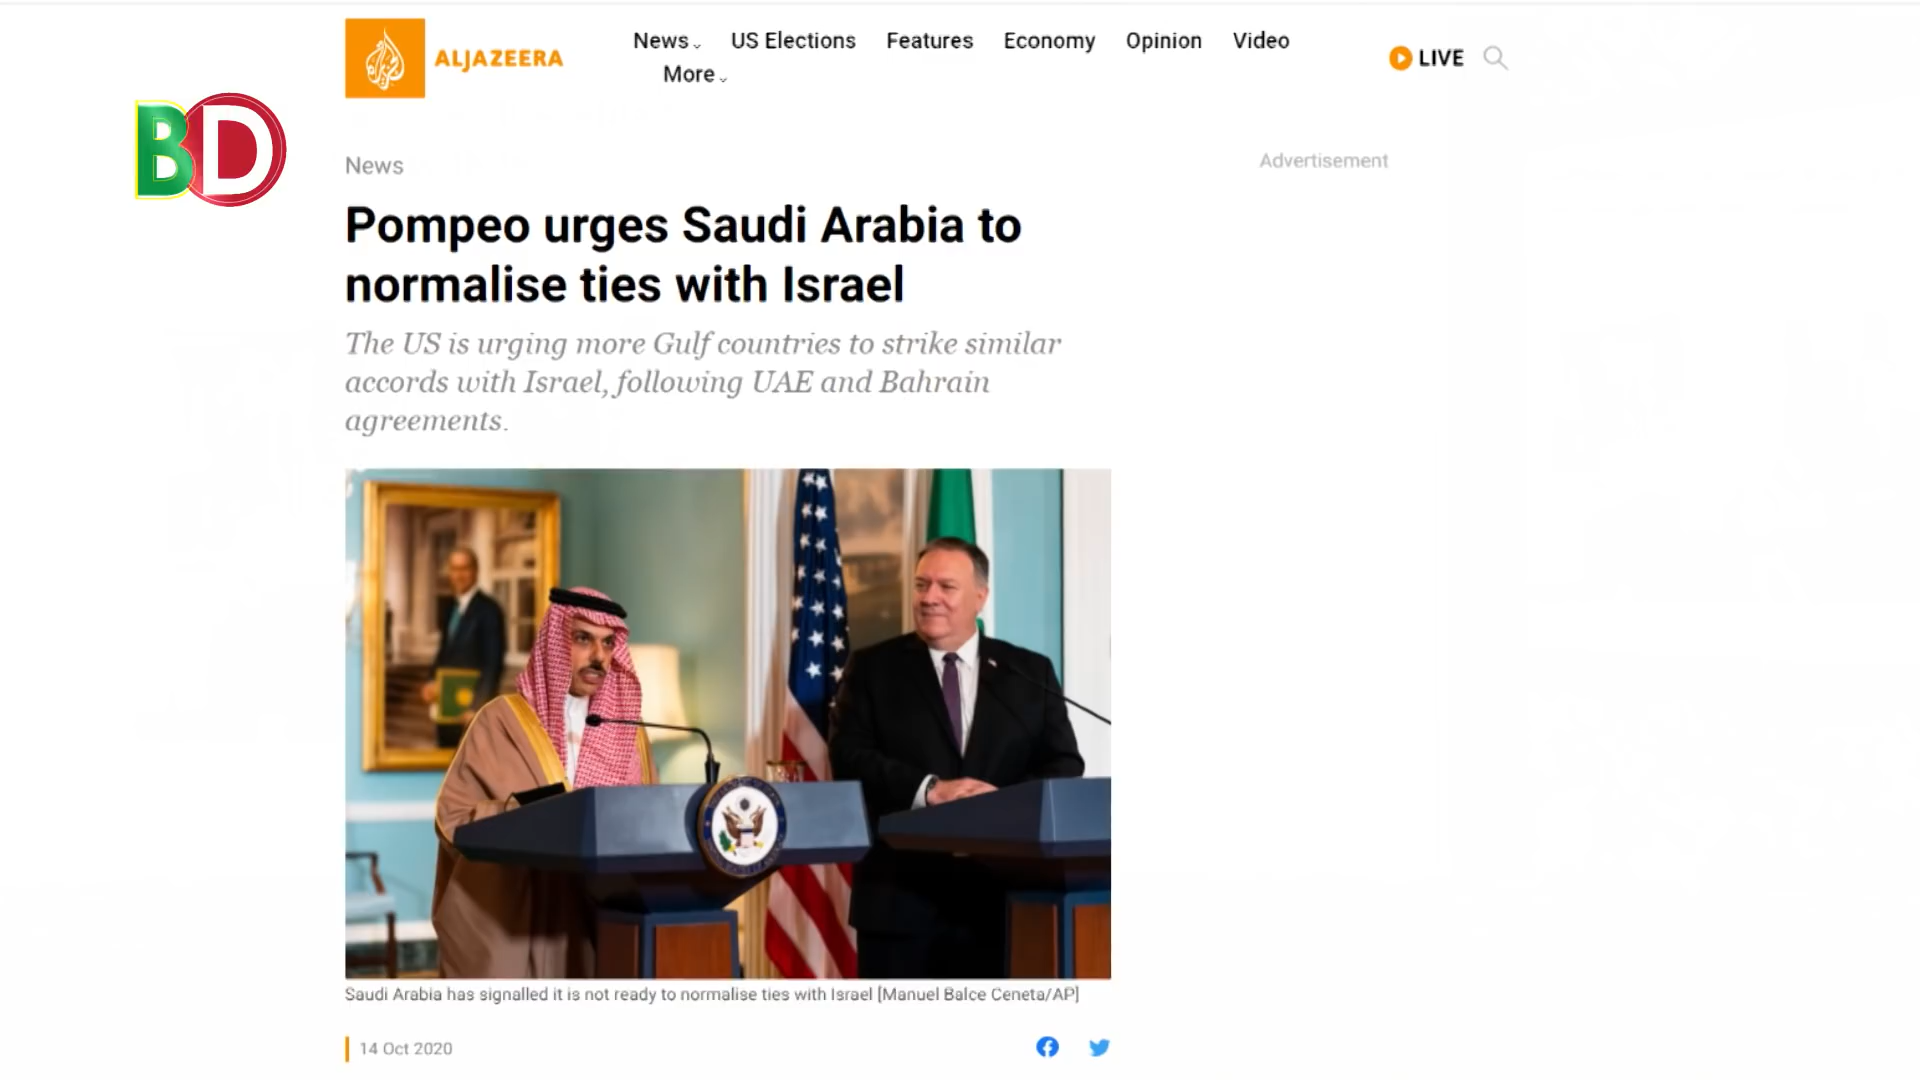 ALJAZEERA
News
US Elections
Features
Economy
Opinion
Video
More
LIVE
BD
News
Advertisement
Pompeo urges Saudi Arabia to
normalise ties with Israel
The US is urging more Gulf countries to strike similar
accords with Israel, following UAE and Bahrain
agreements.
Saudi Arabia has signalled it is not ready to normalise ties with Israel [Manuel Balce Ceneta/AP]
14 Oct 2020